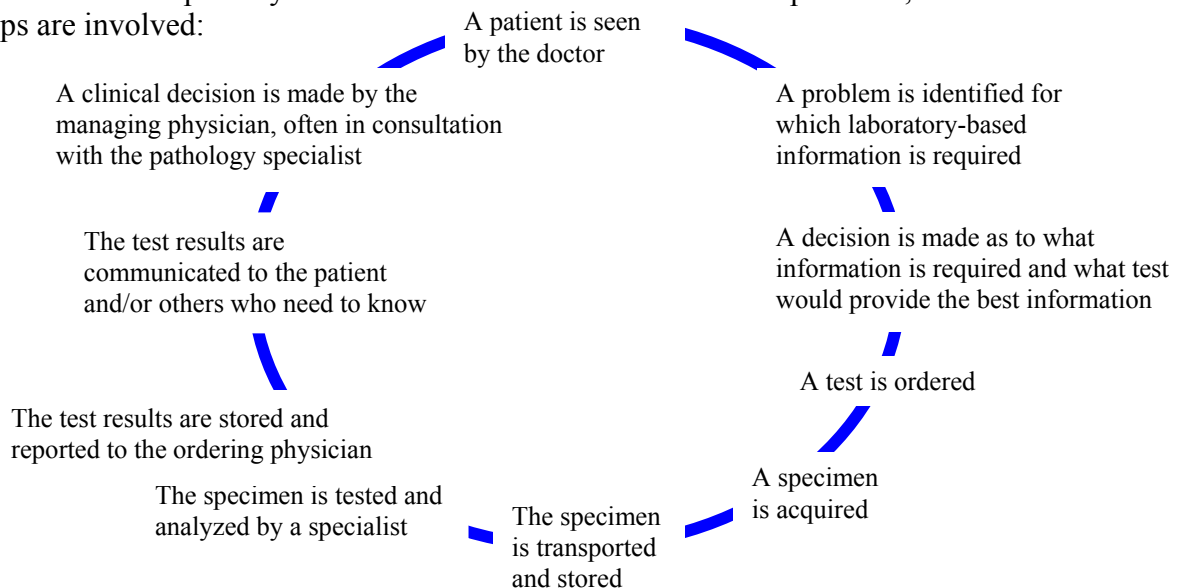 ps are involved:
A patient is seen
by the doctor
A problem is identified for
which laboratory-based
information is required
A decision is made as to what
information is required and what test
would provide the best information
A test is ordered
A specimen
is acquired
The specimen
is transported
and stored
The specimen is tested and
analyzed by a specialist
The test results are stored and
reported to the ordering physician
The test results are
communicated to the patient
and/or others who need to know
A clinical decision is made by the
managing physician, often in consultation
with the pathology specialist